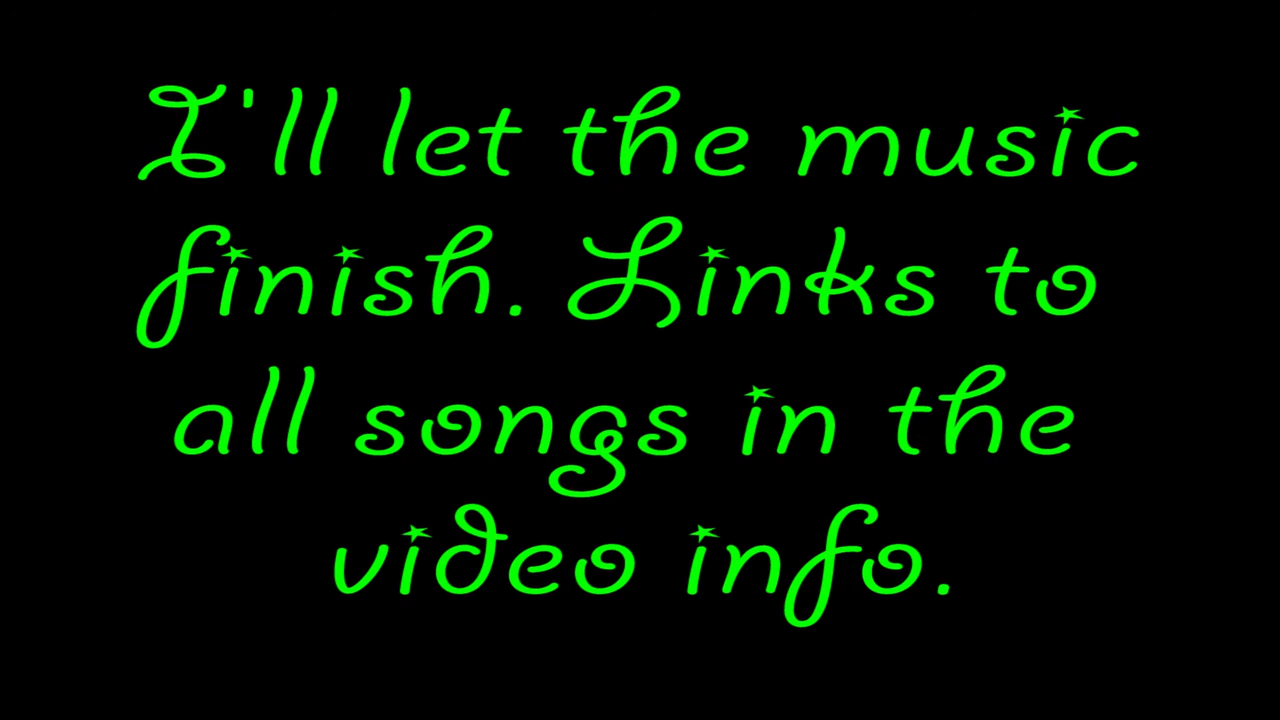 I'll let the music
finish. Links to
all songs in the
video info.